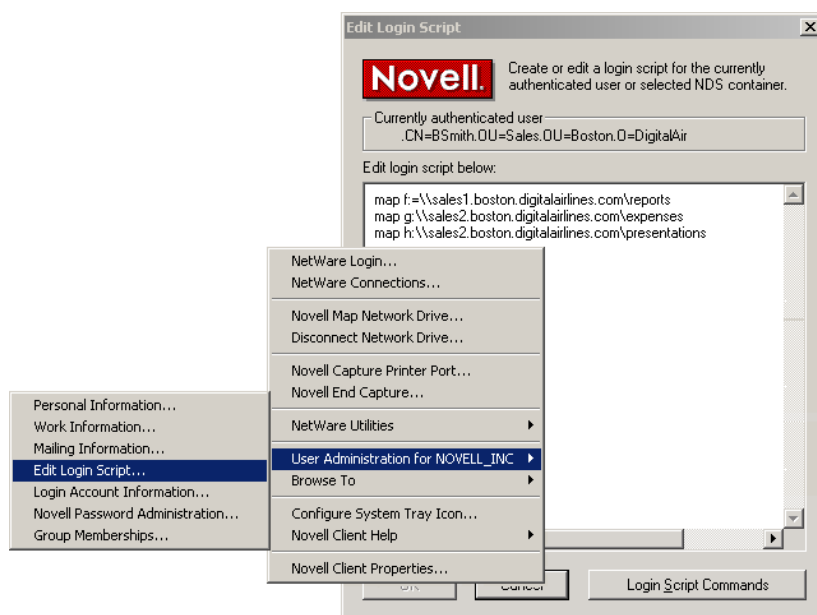 Edit Login Script
Novell.
Create or edit a login script for the currently
authenticated user or selected NDS container.
Currently authenticated user
.CN=BSmith.OU=Sales.OU=Boston.O=DigitalAir
Edit login script below:
map f:=\\sales1.boston.digitalairlines.com\reports
map g:\\sales2.boston.digitalairlines.com\expenses
map h:\\sales2.boston.digitalairlines.com\presentations
NetWare Login...
NetWare Connections...
Novell Map Network Drive...
Disconnect Network Drive...
Novell Capture Printer Port...
Novell End Capture...
NetWare Utilities
User Administration for NOVELL_INC
Browse To
Configure System Tray Icon...
Novell Client Help
Novell Client Properties...
Personal Information...
Work Information...
Mailing Information...
Edit Login Script...
Login Account Information...
Novell Password Administration...
Group Memberships...
Cancel
Login Script Commands